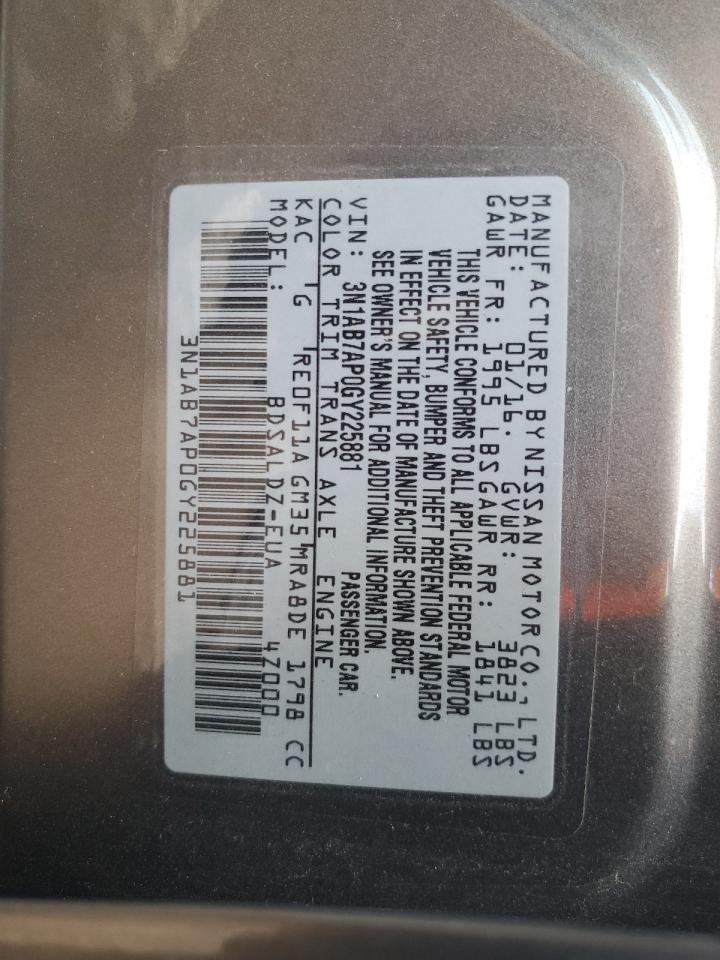 MANUFACTURED BY NISSAN MOTOR CO., LTD.
DATE: 01/16. GVWR: 3823 LBS
GAWR FR: 1995 LBS GAWR RR: 1841 LBS
THIS VEHICLE CONFORMS TO ALL APPLICABLE FEDERAL MOTOR
VEHICLE SAFETY, BUMPER AND THEFT PREVENTION STANDARDS
IN EFFECT ON THE DATE OF MANUFACTURE SHOWN ABOVE.
SEE OWNER'S MANUAL FOR ADDITIONAL INFORMATION.
VIN: 3N1AB7AP0GY225881 PASSENGER CAR.
COLOR TRIM TRANS AXLE ENGINE
KAC G RE0F11A GM35 MRA8DE 1798 CC
MODEL: BDSALDZ-EUA 47000
3N1AB7AP0GY225881